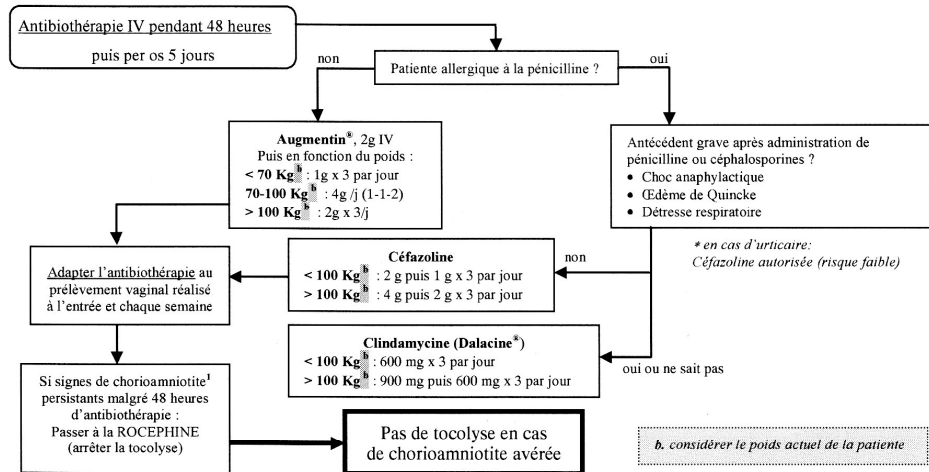 Antibiothérapie IV pendant 48 heures
puis per os 5 jours
Patiente allergique à la pénicilline ?
non
oui
Augmentin®, 2g IV
Puis en fonction du poids :
< 70 Kg b : 1g x 3 par jour
70-100 Kg b : 4g /j (1-1-2)
> 100 Kg b : 2g x 3/j
Antécédent grave après administration de
pénicilline ou céphalosporines ?
• Choc anaphylactique
• Œdème de Quincke
• Détresse respiratoire
* en cas d'urticaire:
Céfazoline autorisée (risque faible)
Adapter l'antibiothérapie au
prélèvement vaginal réalisé
à l'entrée et chaque semaine
Céfazoline
< 100 Kg b : 2 g puis 1 g x 3 par jour
> 100 Kg b : 4 g puis 2 g x 3 par jour
non
Clindamycine (Dalacine®)
< 100 Kg b : 600 mg x 3 par jour
> 100 Kg b : 900 mg puis 600 mg x 3 par jour
oui ou ne sait pas
Si signes de chorioamniotite1
persistants malgré 48 heures
d'antibiothérapie :
Passer à la ROCEPHINE
(arrêter la tocolyse)
Pas de tocolyse en cas
de chorioamniotite avérée
b. considérer le poids actuel de la patiente